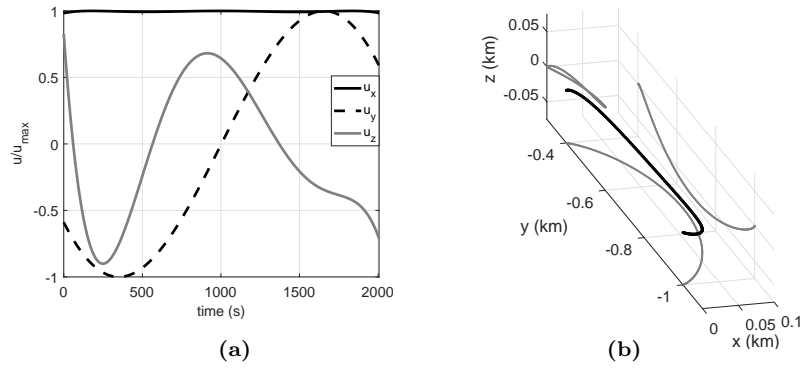 1
0.5
0
-0.5
-1
u/u_max
0
500
1000
1500
2000
time (s)
u_x
u_y
u_z
(a)
0.05
0
-0.05
z (km)
-0.4
-0.6
-0.8
-1
y (km)
0
0.05
0.1
x (km)
(b)